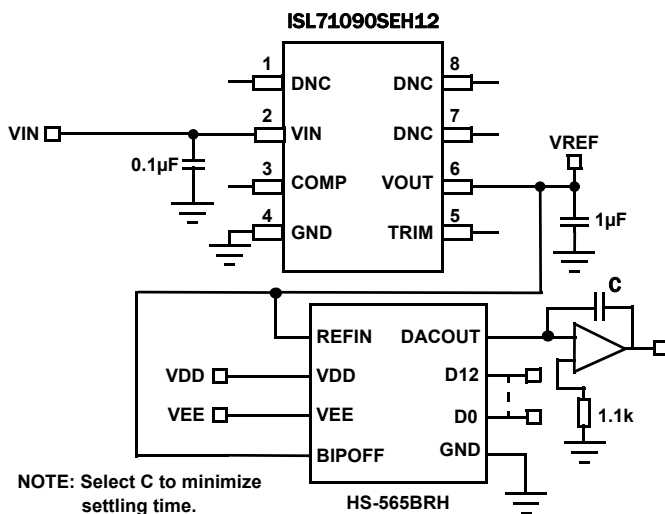 ISL71090SEH12
1
DNC
8
DNC
2
VIN
VIN
7
DNC
0.1µF
3
COMP
6
VOUT
VREF
4
GND
5
TRIM
1µF
C
REFIN
DACOUT
VDD
VDD
D12
VEE
VEE
D0
1.1k
BIPOFF
GND
NOTE: Select C to minimize
settling time.
HS-565BRH